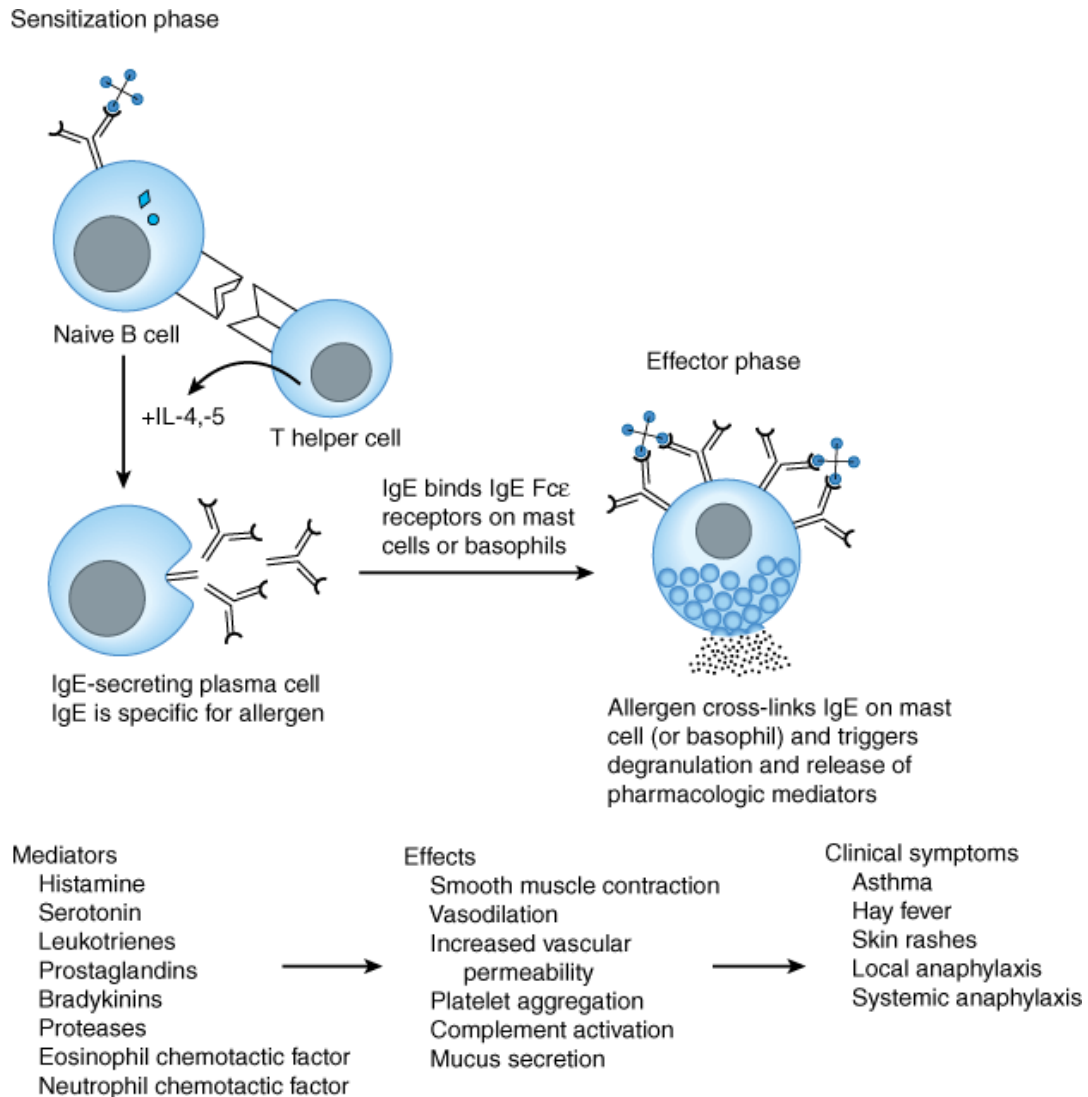 Sensitization phase
Naive B cell
+IL-4,-5
T helper cell
IgE-secreting plasma cell
IgE is specific for allergen
IgE binds IgE Fcε
receptors on mast
cells or basophils
Effector phase
Allergen cross-links IgE on mast
cell (or basophil) and triggers
degranulation and release of
pharmacologic mediators
Mediators
Histamine
Serotonin
Leukotrienes
Prostaglandins
Bradykinins
Proteases
Eosinophil chemotactic factor
Neutrophil chemotactic factor
Effects
Smooth muscle contraction
Vasodilation
Increased vascular
permeability
Platelet aggregation
Complement activation
Mucus secretion
Clinical symptoms
Asthma
Hay fever
Skin rashes
Local anaphylaxis
Systemic anaphylaxis